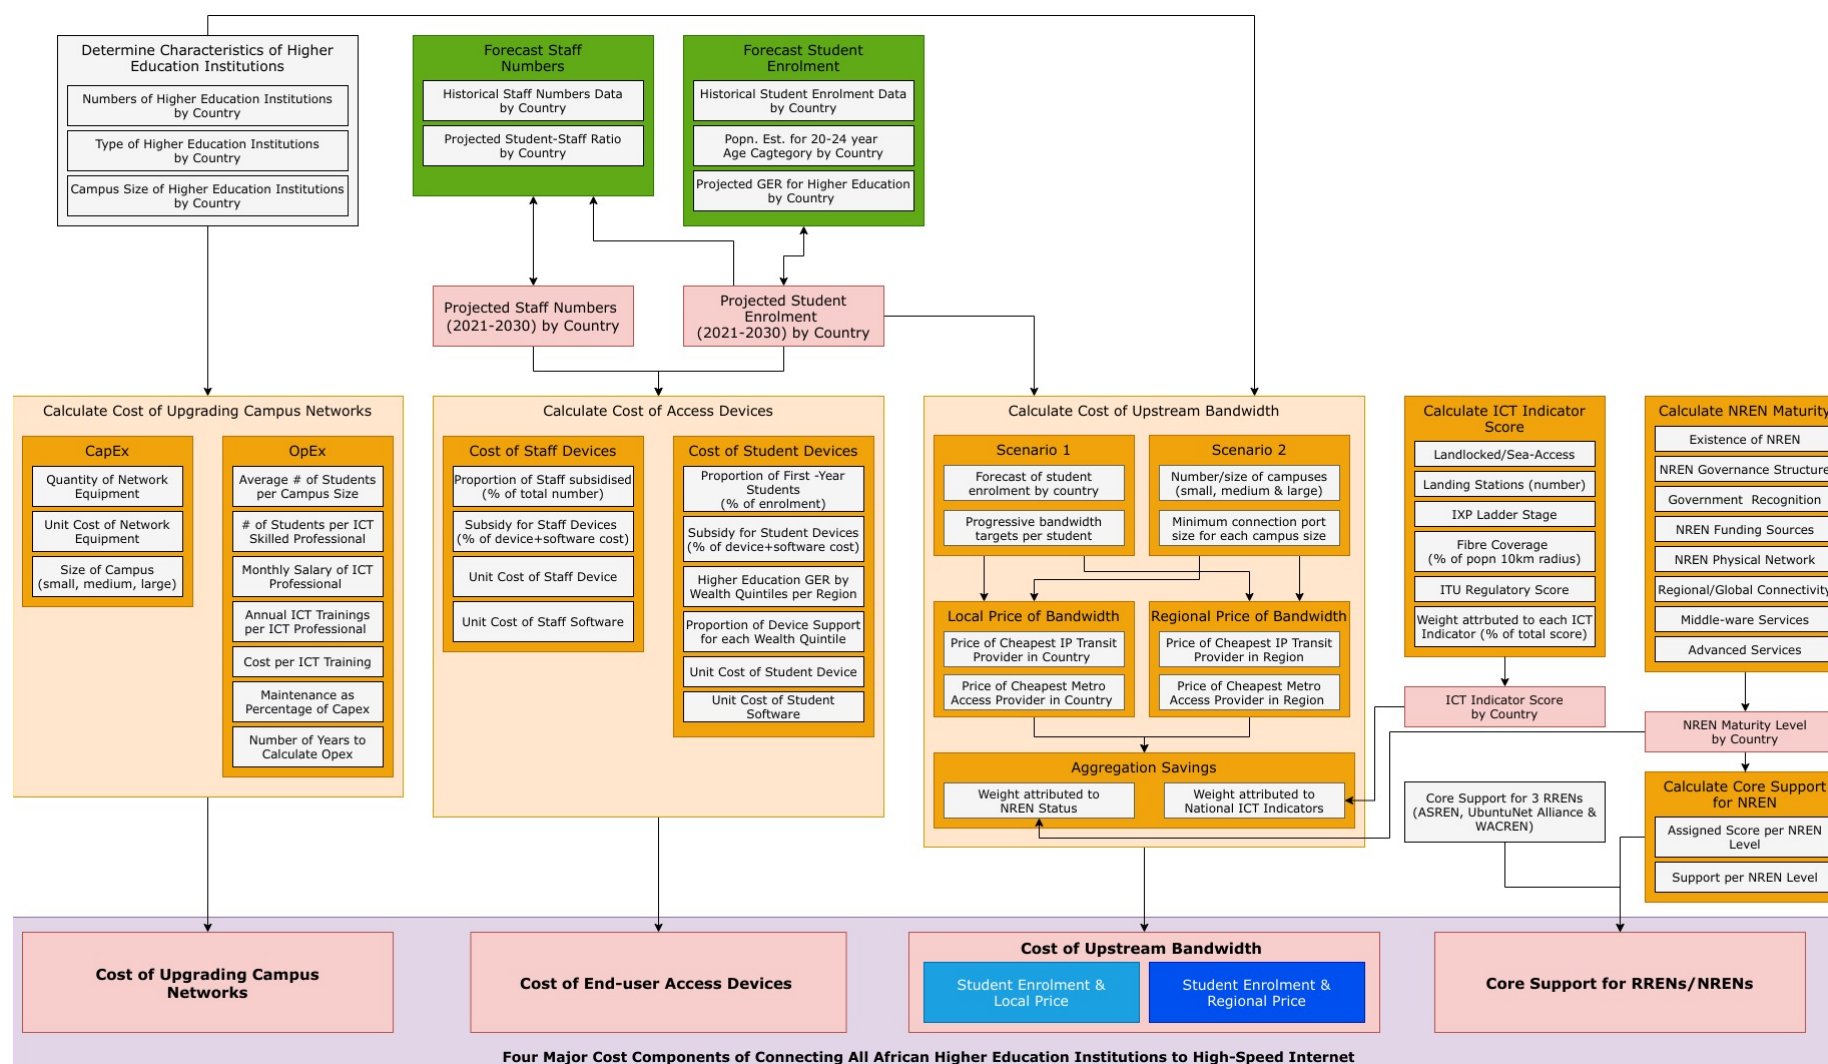 Determine Characteristics of Higher
Education Institutions
Numbers of Higher Education Institutions
by Country
Type of Higher Education Institutions
by Country
Campus Size of Higher Education Institutions
by Country
Forecast Staff
Numbers
Historical Staff Numbers Data
by Country
Projected Student-Staff Ratio
by Country
Forecast Student
Enrolment
Historical Student Enrolment Data
by Country
Popn. Est. for 20-24 year
Age Cagtegory by Country
Projected GER for Higher Education
by Country
Projected Staff Numbers
(2021-2030) by Country
Projected Student
Enrolment
(2021-2030) by Country
Calculate Cost of Upgrading Campus Networks
CapEx
Quantity of Network
Equipment
Unit Cost of Network
Equipment
Size of Campus
(small, medium, large)
OpEx
Average # of Students
per Campus Size
# of Students per ICT
Skilled Professional
Monthly Salary of ICT
Professional
Annual ICT Trainings
per ICT Professional
Cost per ICT Training
Maintenance as
Percentage of Capex
Number of Years to
Calculate Opex
Calculate Cost of Access Devices
Cost of Staff Devices
Proportion of Staff subsidised
(% of total number)
Subsidy for Staff Devices
(% of device+software cost)
Unit Cost of Staff Device
Unit Cost of Staff Software
Cost of Student Devices
Proportion of First -Year
Students
(% of enrolment)
Subsidy for Student Devices
(% of device+software cost)
Higher Education GER by
Wealth Quintiles per Region
Proportion of Device Support
for each Wealth Quintile
Unit Cost of Student Device
Unit Cost of Student
Software
Calculate Cost of Upstream Bandwidth
Scenario 1
Forecast of student
enrolment by country
Progressive bandwidth
targets per student
Scenario 2
Number/size of campuses
(small, medium & large)
Minimum connection port
size for each campus size
Local Price of Bandwidth
Price of Cheapest IP Transit
Provider in Country
Price of Cheapest Metro
Access Provider in Country
Regional Price of Bandwidth
Price of Cheapest IP Transit
Provider in Region
Price of Cheapest Metro
Access Provider in Region
Aggregation Savings
Weight attributed to
NREN Status
Weight attributed to
National ICT Indicators
Calculate ICT Indicator
Score
Landlocked/Sea-Access
Landing Stations (number)
IXP Ladder Stage
Fibre Coverage
(% of popn 10km radius)
ITU Regulatory Score
Weight attrbuted to each ICT
Indicator (% of total score)
ICT Indicator Score
by Country
Calculate NREN Maturity
Existence of NREN
NREN Governance Structure
Government Recognition
NREN Funding Sources
NREN Physical Network
Regional/Global Connectivity
Middle-ware Services
Advanced Services
NREN Maturity Level
by Country
Core Support for 3 RRENs
(ASREN, UbuntuNet Alliance &
WACREN)
Calculate Core Support
for NREN
Assigned Score per NREN
Level
Support per NREN Level
Cost of Upgrading Campus
Networks
Cost of End-user Access Devices
Cost of Upstream Bandwidth
Student Enrolment &
Local Price
Student Enrolment &
Regional Price
Core Support for RRENs/NRENs
Four Major Cost Components of Connecting All African Higher Education Institutions to High-Speed Internet